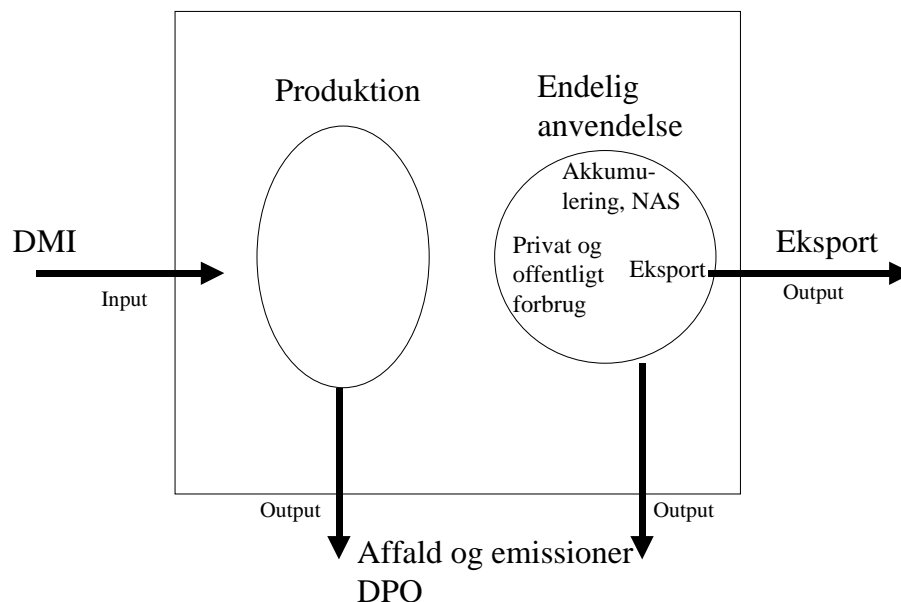 Produktion
Endelig
anvendelse
Akkumu-
lering, NAS
DMI
Input
Privat og
offentligt
forbrug
Eksport
Eksport
Output
Output
Output
Affald og emissioner
DPO